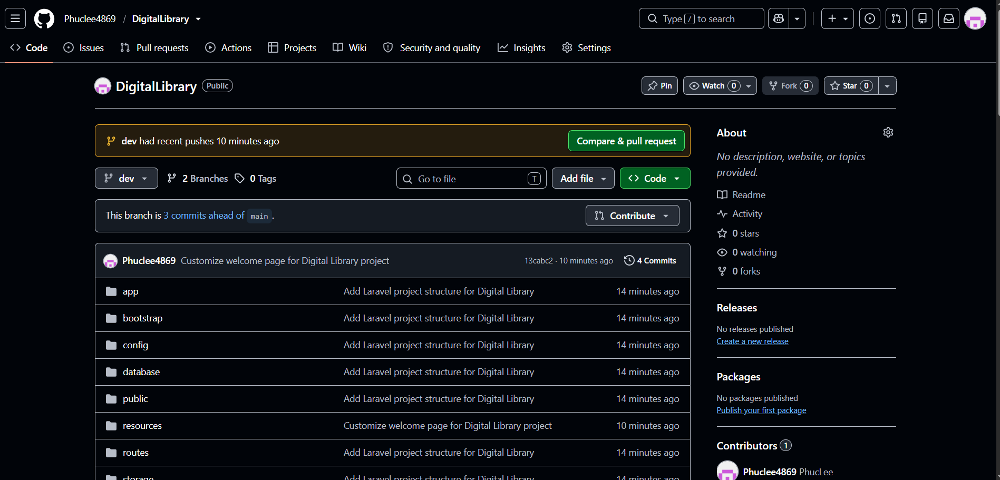 Phuclee4869 / DigitalLibrary
Type / to search
Code Issues Pull requests Actions Projects Wiki Security and quality Insights Settings
DigitalLibrary Public
Pin Watch 0 Fork 0 Star 0
dev had recent pushes 10 minutes ago Compare & pull request
dev 2 Branches 0 Tags Go to file T Add file Code
This branch is 3 commits ahead of main .
Contribute
Phuclee4869 Customize welcome page for Digital Library project 13cabc2 · 10 minutes ago 4 Commits
app Add Laravel project structure for Digital Library 14 minutes ago
bootstrap Add Laravel project structure for Digital Library 14 minutes ago
config Add Laravel project structure for Digital Library 14 minutes ago
database Add Laravel project structure for Digital Library 14 minutes ago
public Add Laravel project structure for Digital Library 14 minutes ago
resources Customize welcome page for Digital Library project 10 minutes ago
routes Add Laravel project structure for Digital Library 14 minutes ago
storage Add Laravel project structure for Digital Library 14 minutes ago
About
No description, website, or topics
provided.
Readme
Activity
0 stars
0 watching
0 forks
Releases
No releases published
Create a new release
Packages
No packages published
Publish your first package
Contributors 1
Phuclee4869 PhucLee